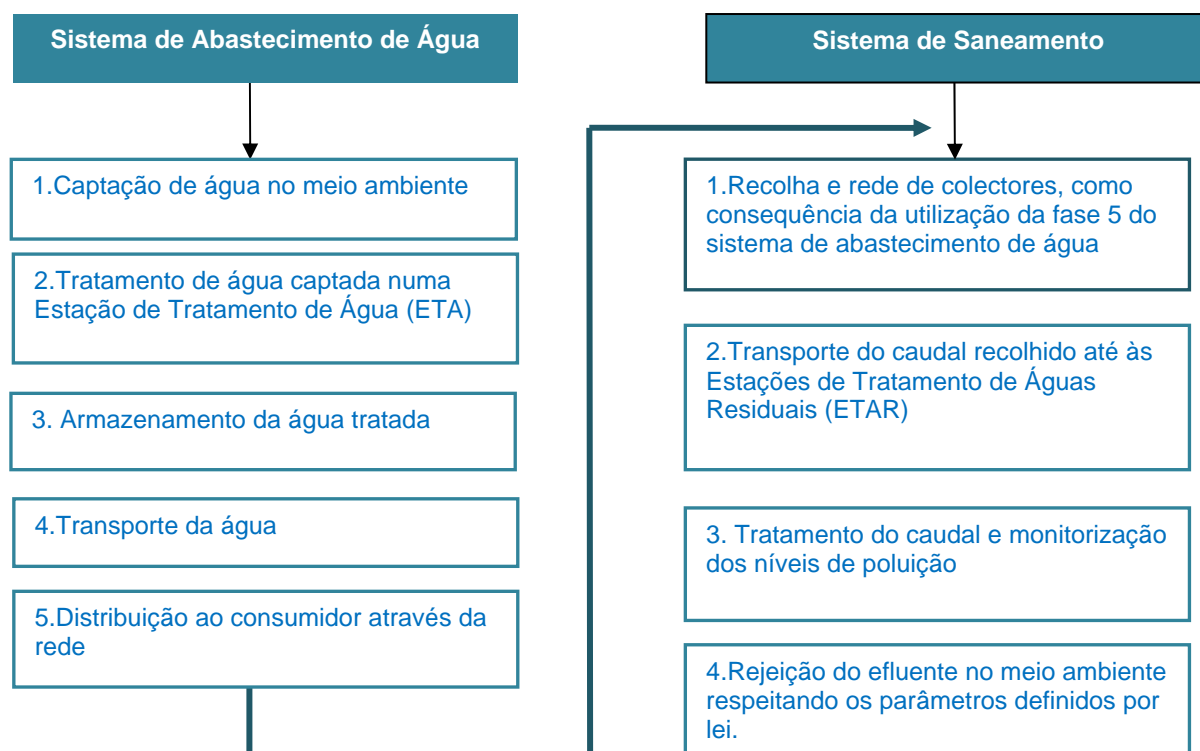 Sistema de Abastecimento de Água
1.Captação de água no meio ambiente
2.Tratamento de água captada numa
Estação de Tratamento de Água (ETA)
3. Armazenamento da água tratada
4.Transporte da água
5.Distribuição ao consumidor através da
rede
Sistema de Saneamento
1.Recolha e rede de colectores, como
consequência da utilização da fase 5 do
sistema de abastecimento de água
2.Transporte do caudal recolhido até às
Estações de Tratamento de Águas
Residuais (ETAR)
3. Tratamento do caudal e monitorização
dos níveis de poluição
4.Rejeição do efluente no meio ambiente
respeitando os parâmetros definidos por
lei.